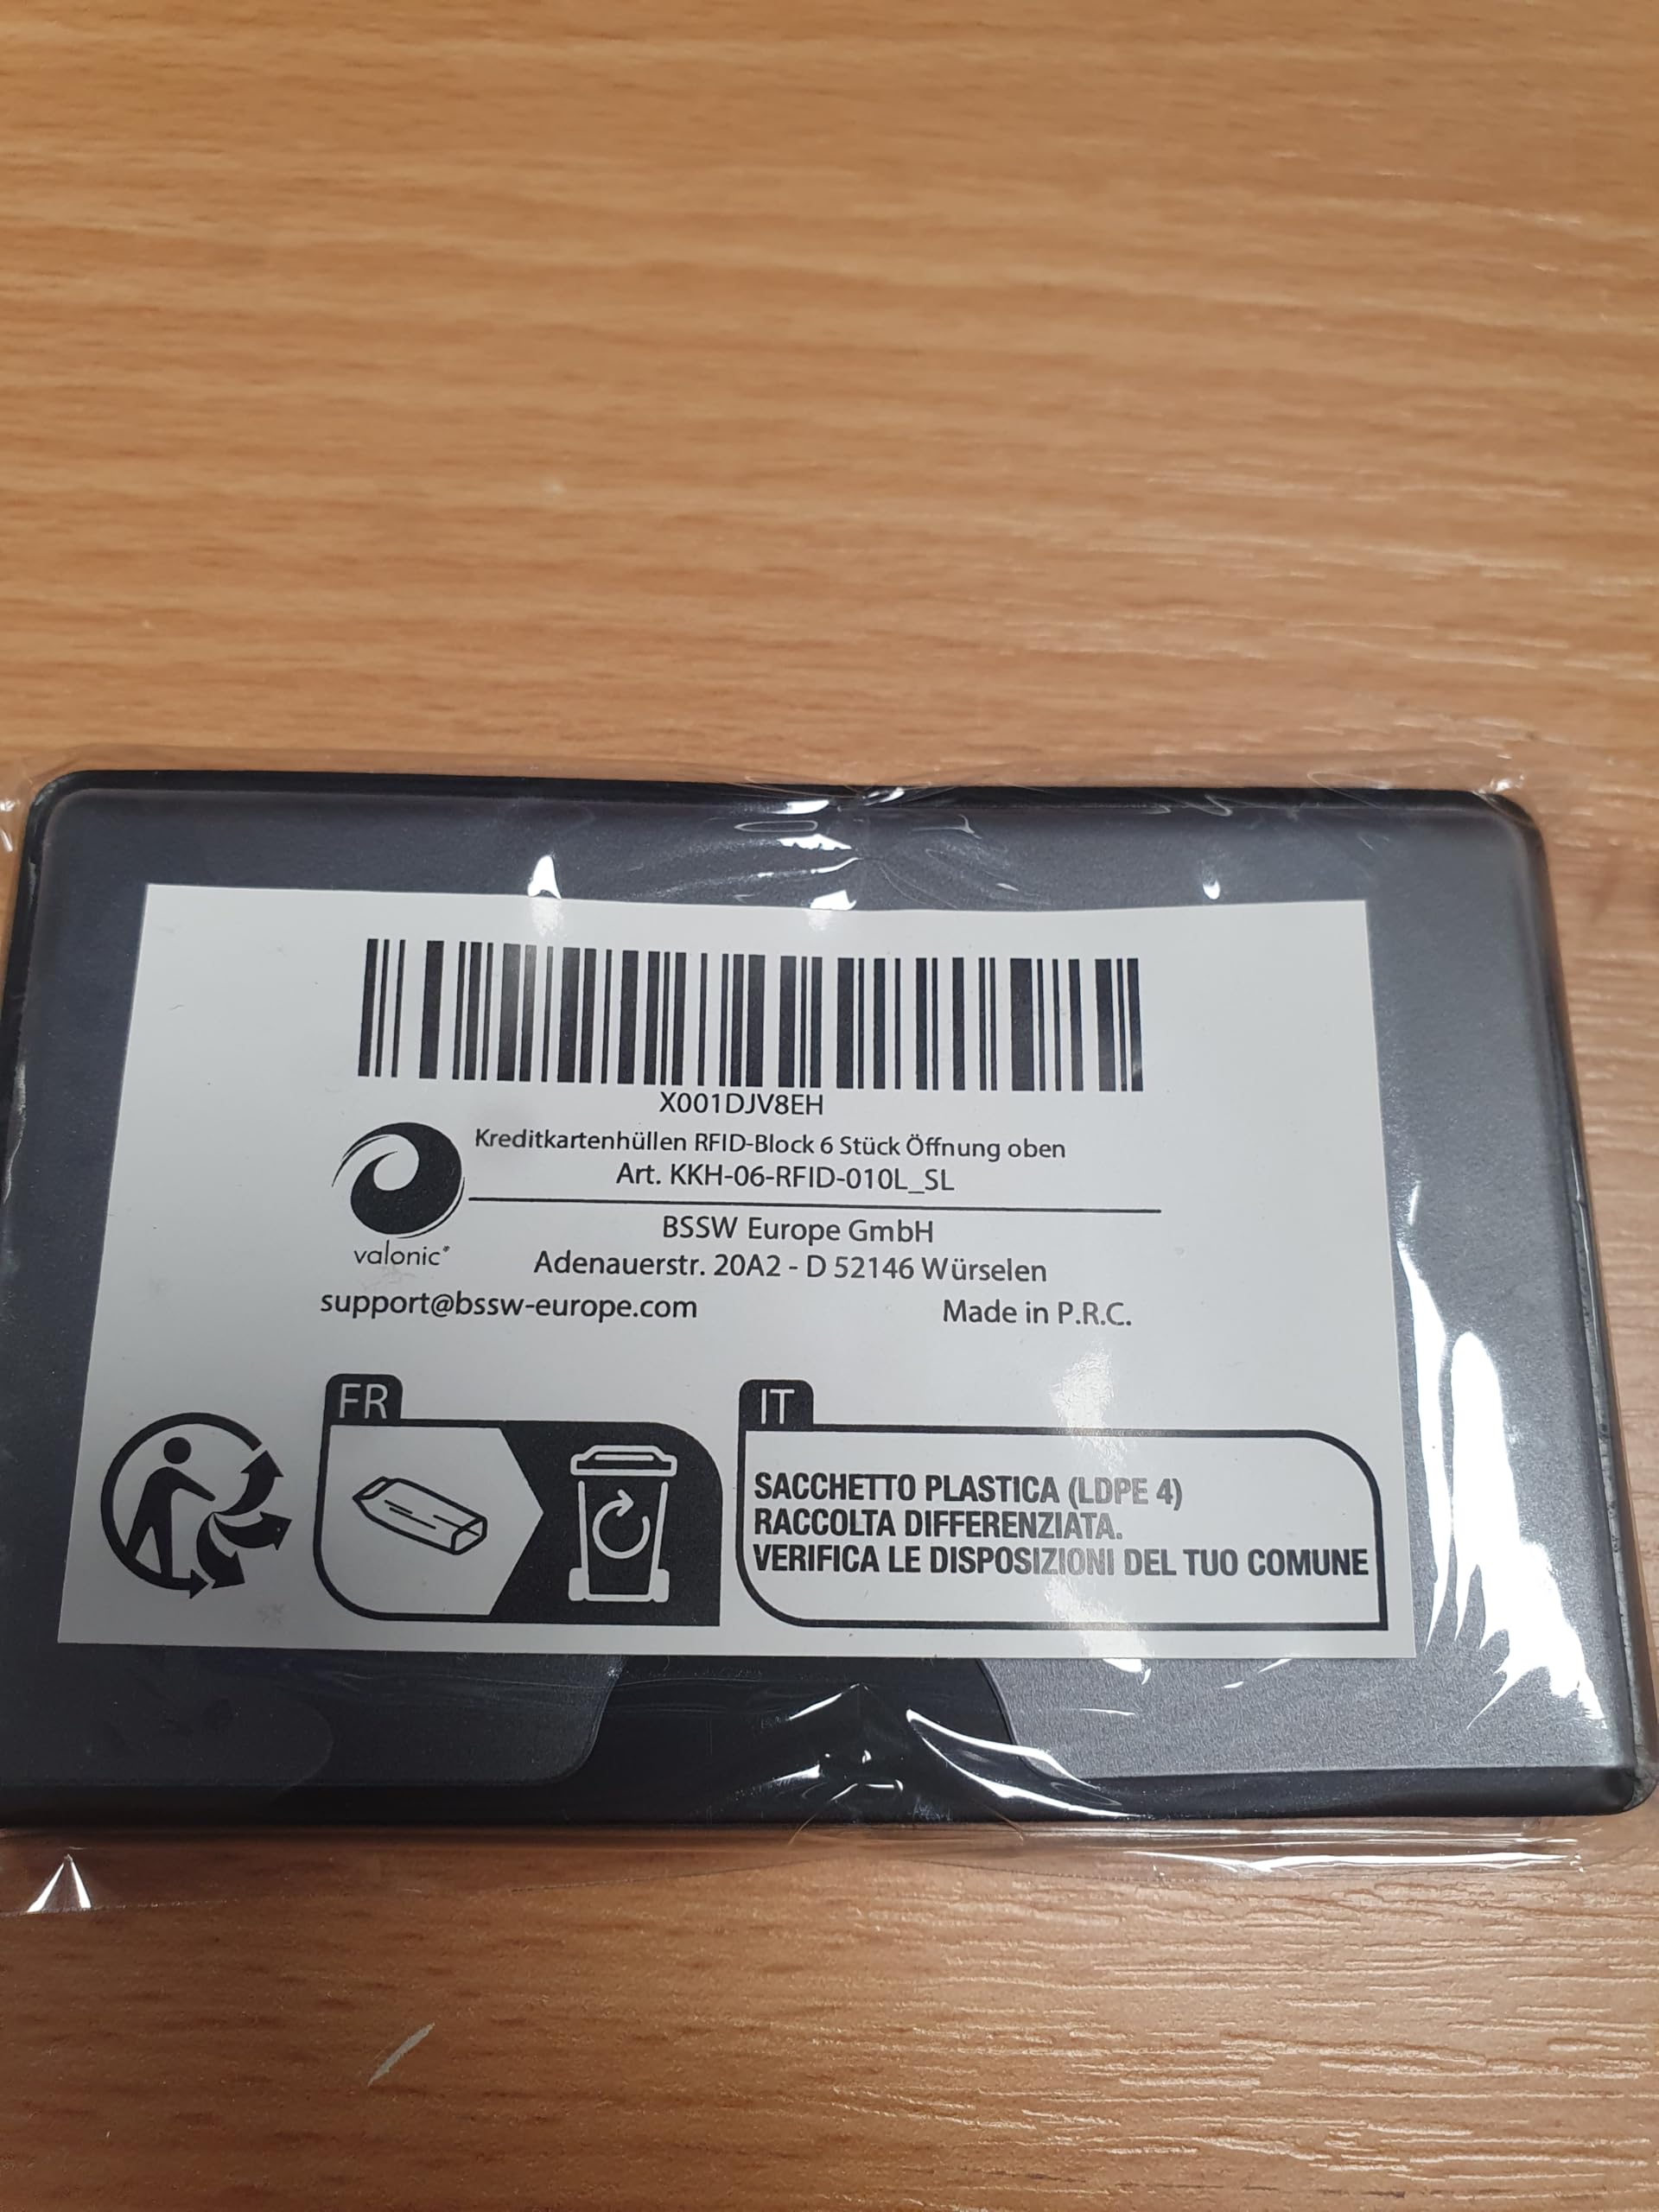 X001DJV8EH
Kreditkartenhüllen RFID-Block 6 Stück Öffnung oben
Art. KKH-06-RFID-010L_SL
valonic®
BSSW Europe GmbH
Adenauerstr. 20A2 - D 52146 Würselen
support@bssw-europe.com Made in P.R.C.
FR
IT
SACCHETTO PLASTICA (LDPE 4)
RACCOLTA DIFFERENZIATA.
VERIFICA LE DISPOSIZIONI DEL TUO COMUNE